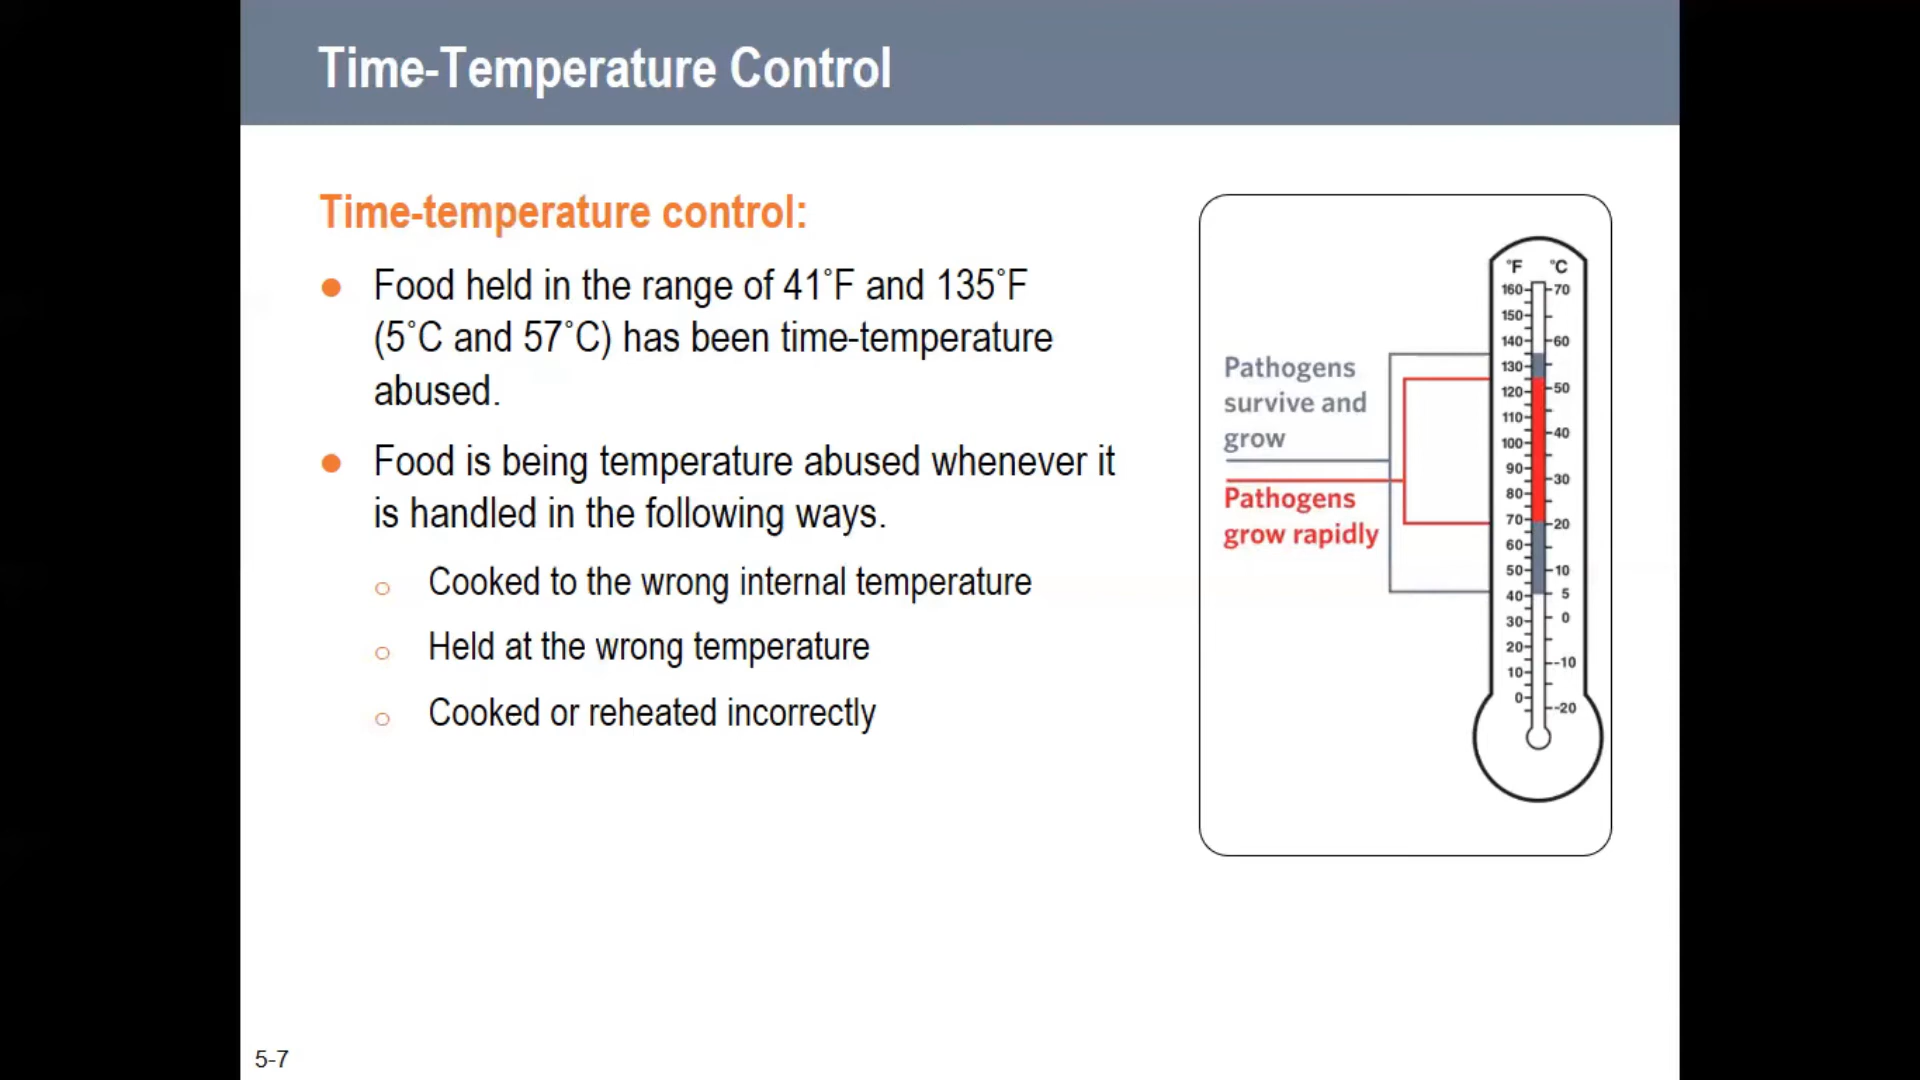 Time-Temperature Control
Time-temperature control:
Food held in the range of 41˚F and 135˚F
(5˚C and 57˚C) has been time-temperature
abused.
Food is being temperature abused whenever it
is handled in the following ways.
Cooked to the wrong internal temperature
Held at the wrong temperature
Cooked or reheated incorrectly
Pathogens
survive and
grow
Pathogens
grow rapidly
°F °C
160 70
150
140 60
130
120 50
110
100 40
90
80 30
70 20
60
50 10
40 5
30 0
20
10 -10
0
-20
5-7